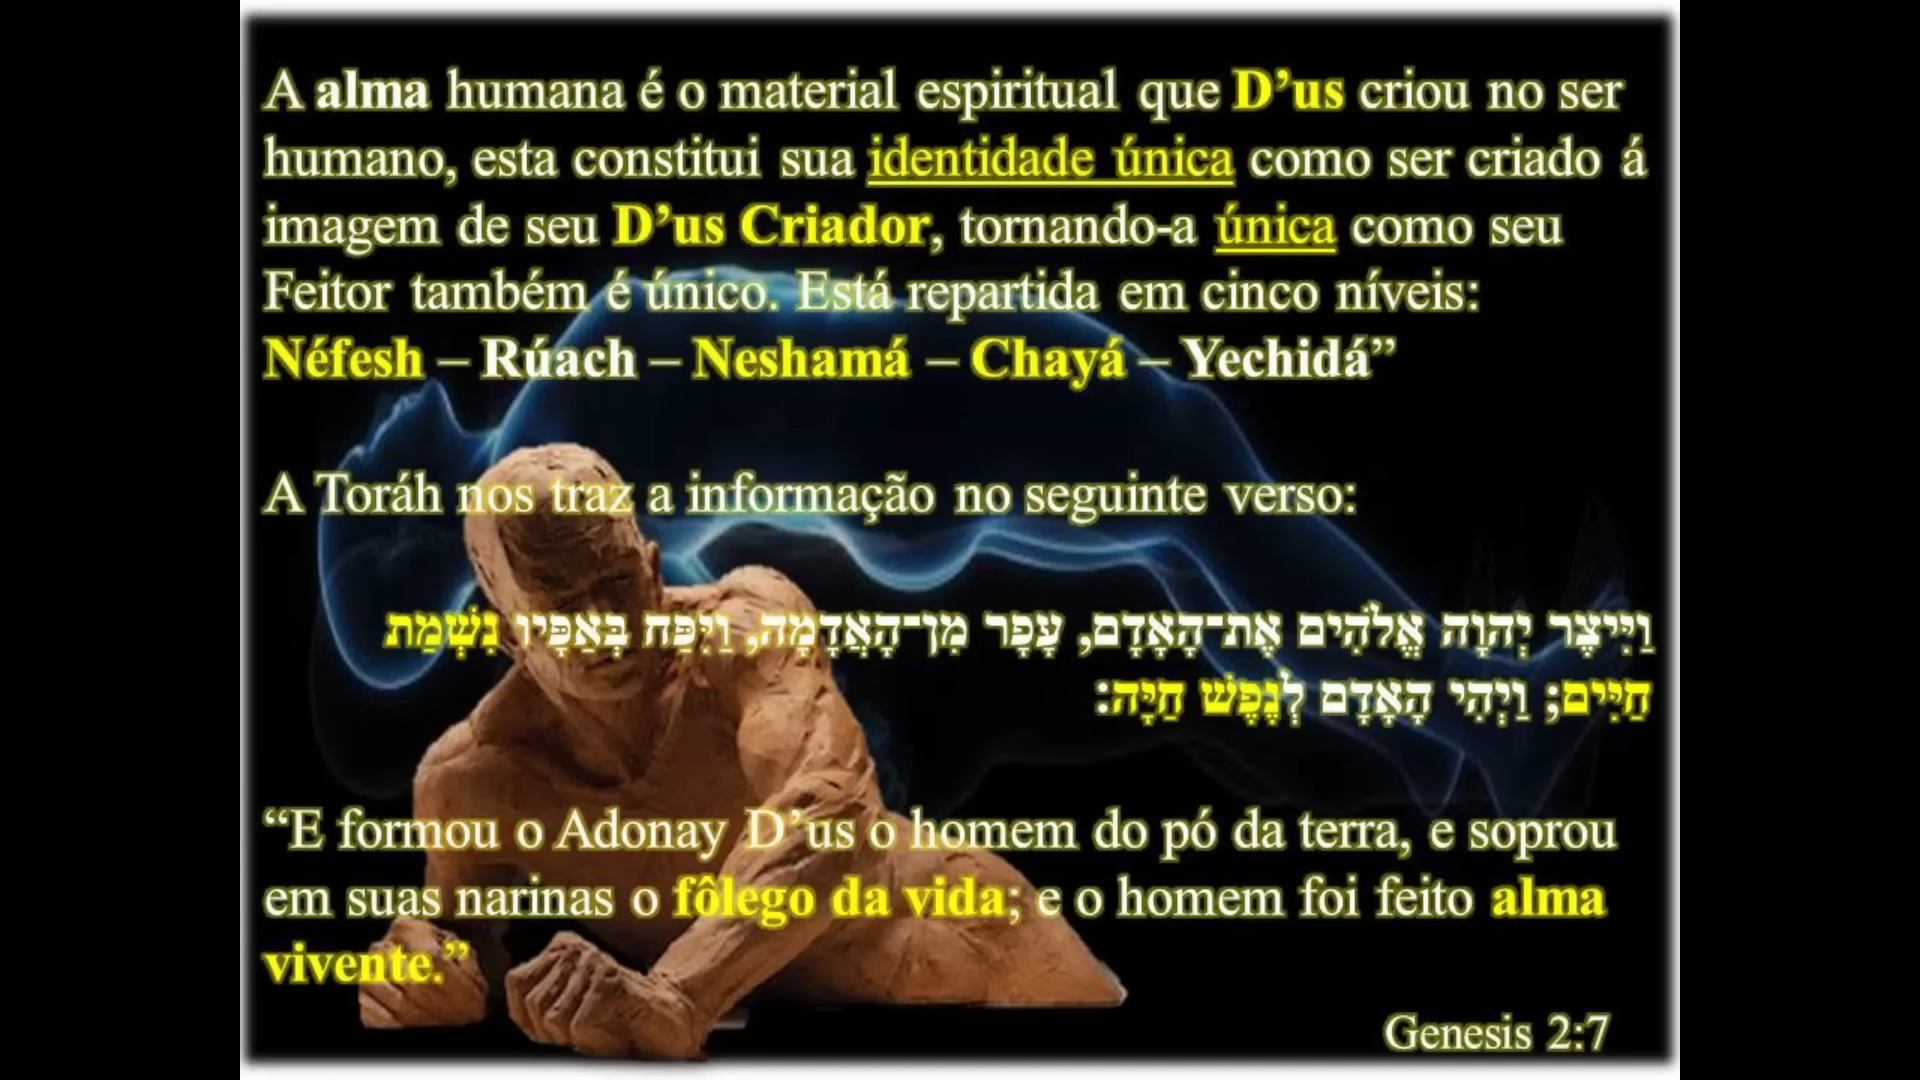 A alma humana é o material espiritual que D’us criou no ser
humano, esta constitui sua identidade única como ser criado á
imagem de seu D’us Criador, tornando-a única como seu
Feitor também é único. Está repartida em cinco níveis:
Néfesh – Rúach – Neshamá – Chayá – Yechidá”
A Toráh nos traz a informação no seguinte verso:
וַיִּיצֶר יְהוָה אֱלֹהִים אֶת־הָאָדָם, עָפָר מִן־הָאֲדָמָה, וַיִּפַּח בְּאַפָּיו נִשְׁמַת
חַיִּים; וַיְהִי הָאָדָם לְנֶפֶשׁ חַיָּה:
“E formou o Adonay D’us o homem do pó da terra, e soprou
em suas narinas o fôlego da vida; e o homem foi feito alma
vivente.”
Genesis 2:7